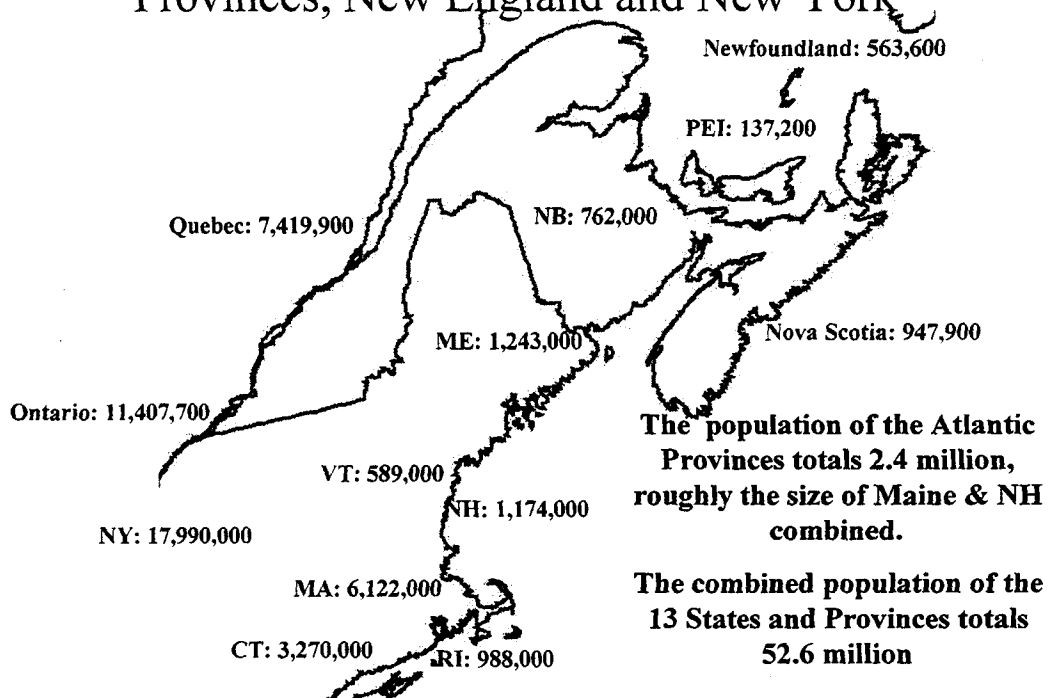 Provinces, New England and New York
Newfoundland: 563,600
PEI: 137,200
Quebec: 7,419,900
NB: 762,000
ME: 1,243,000
Nova Scotia: 947,900
Ontario: 11,407,700
The population of the Atlantic
Provinces totals 2.4 million,
roughly the size of Maine & NH
combined.
VT: 589,000
NH: 1,174,000
NY: 17,990,000
MA: 6,122,000
The combined population of the
13 States and Provinces totals
52.6 million
CT: 3,270,000
RI: 988,000